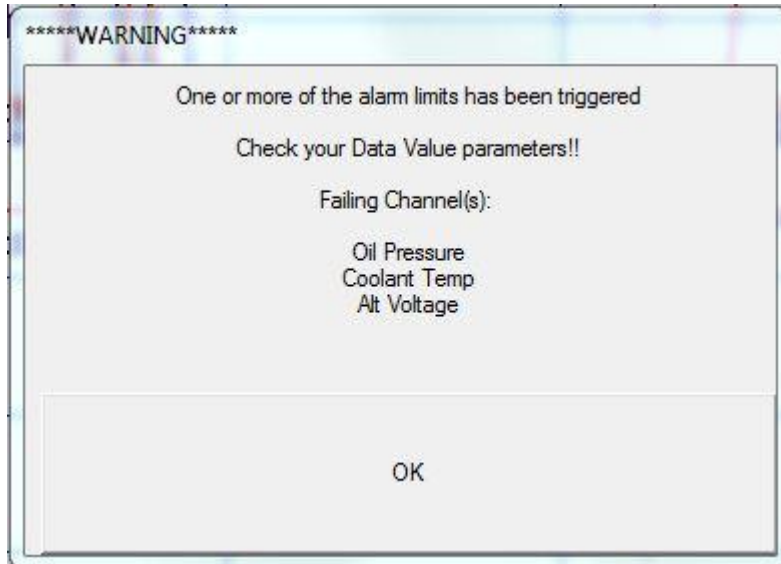 *****WARNING*****
One or more of the alarm limits has been triggered
Check your Data Value parameters!!
Failing Channel(s):
Oil Pressure
Coolant Temp
Alt Voltage
OK